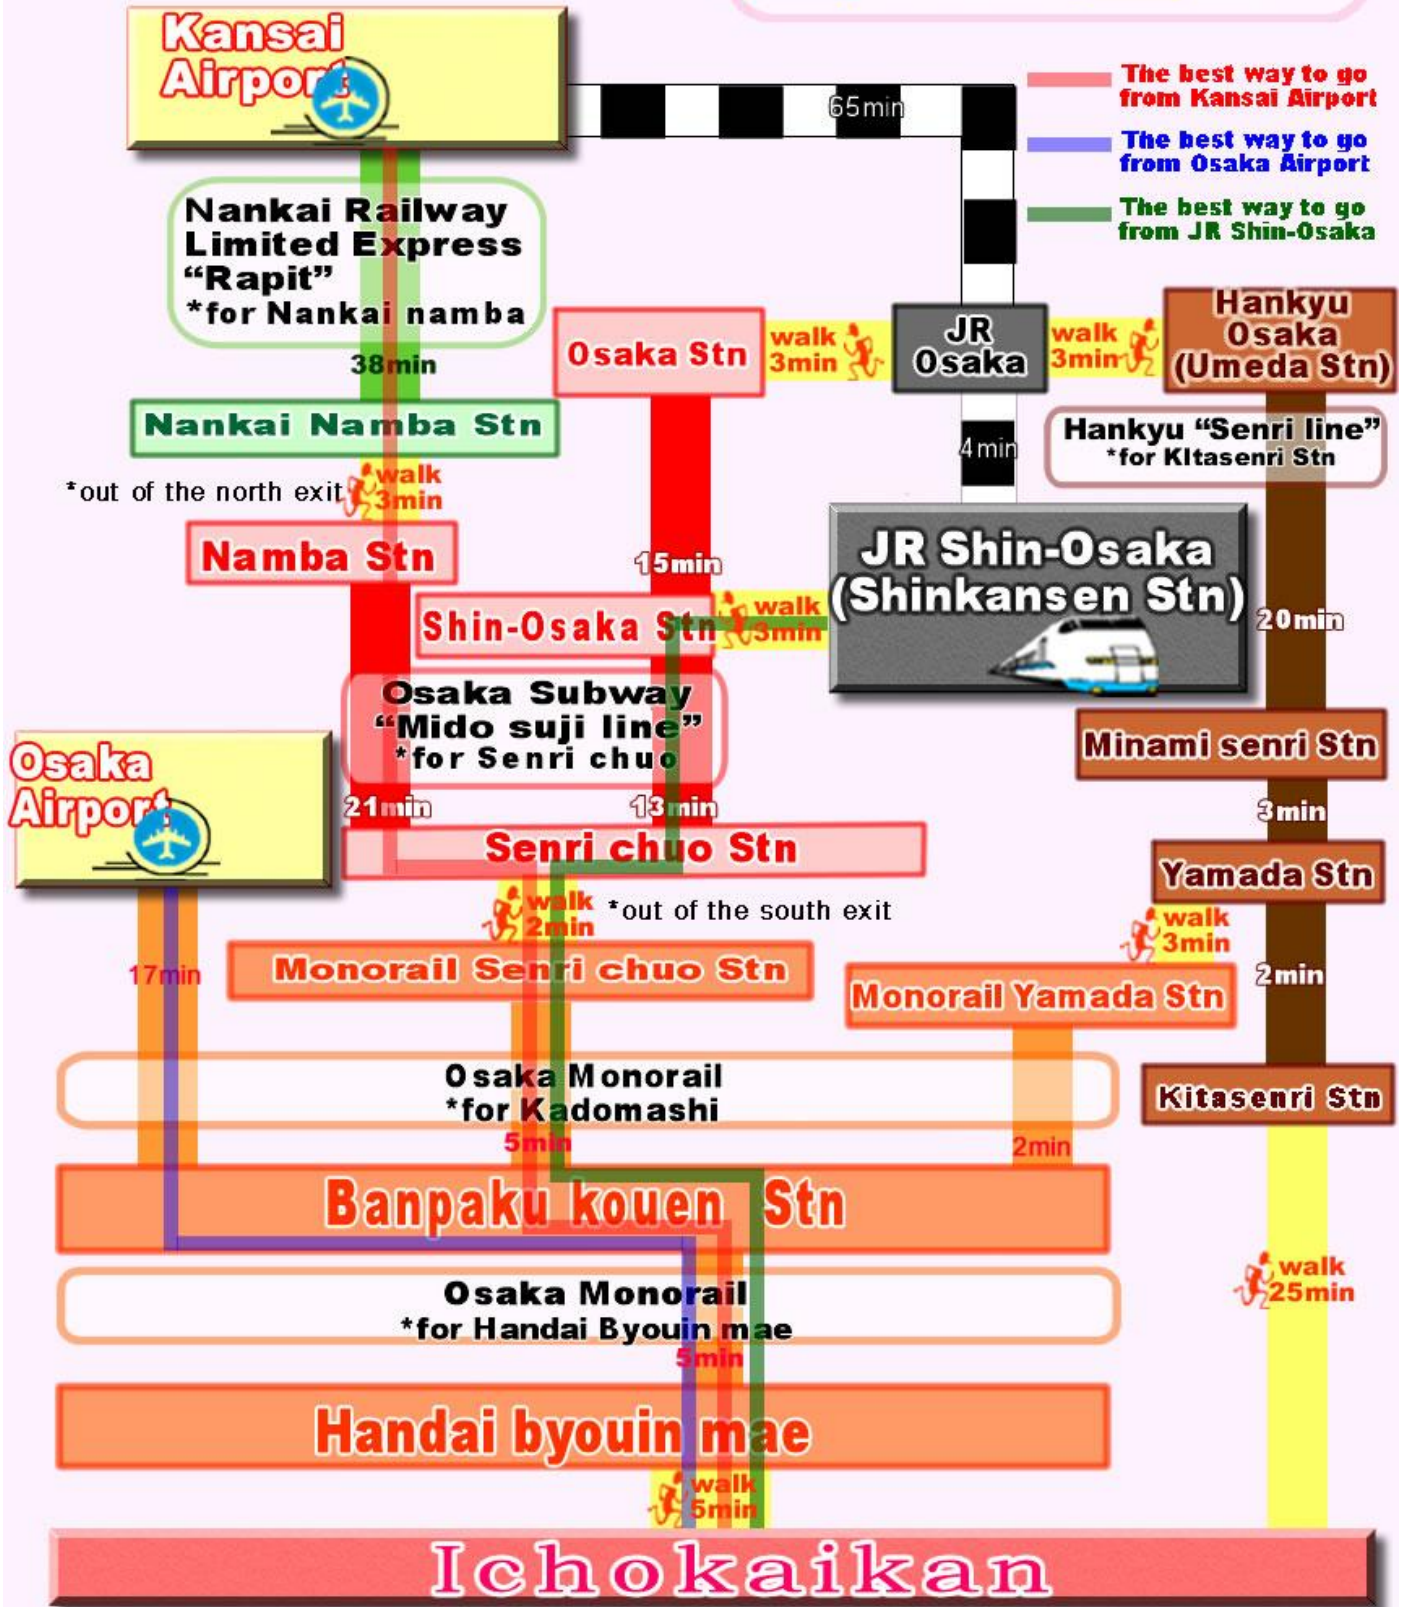 Kansai
Airport
65min
The best way to go
from Kansai Airport
The best way to go
from Osaka Airport
The best way to go
from JR Shin-Osaka
Nankai Railway
Limited Express
“Rapit”
*for Nankai namba
38min
Osaka Stn
walk
3min
JR
Osaka
walk
3min
Hankyu
Osaka
(Umeda Stn)
Nankai Namba Stn
4min
Hankyu “Senri line”
*for KItasenri Stn
*out of the north exit
walk
3min
Namba Stn
15min
JR Shin-Osaka
(Shinkansen Stn)
Shin-Osaka Stn
walk
3min
20min
Osaka Subway
“Mido suji line”
*for Senri chuo
Minami senri Stn
Osaka
Airport
21min
13min
3min
Senri chuo Stn
Yamada Stn
walk
2min
*out of the south exit
walk
3min
17min
Monorail Senri chuo Stn
2min
Monorail Yamada Stn
Osaka Monorail
*for Kadomashi
Kitasenri Stn
5min
2min
Banpaku kouen Stn
walk
25min
Osaka Monorail
*for Handai Byouin mae
5min
Handai byouin mae
walk
5min
Ichokaikan